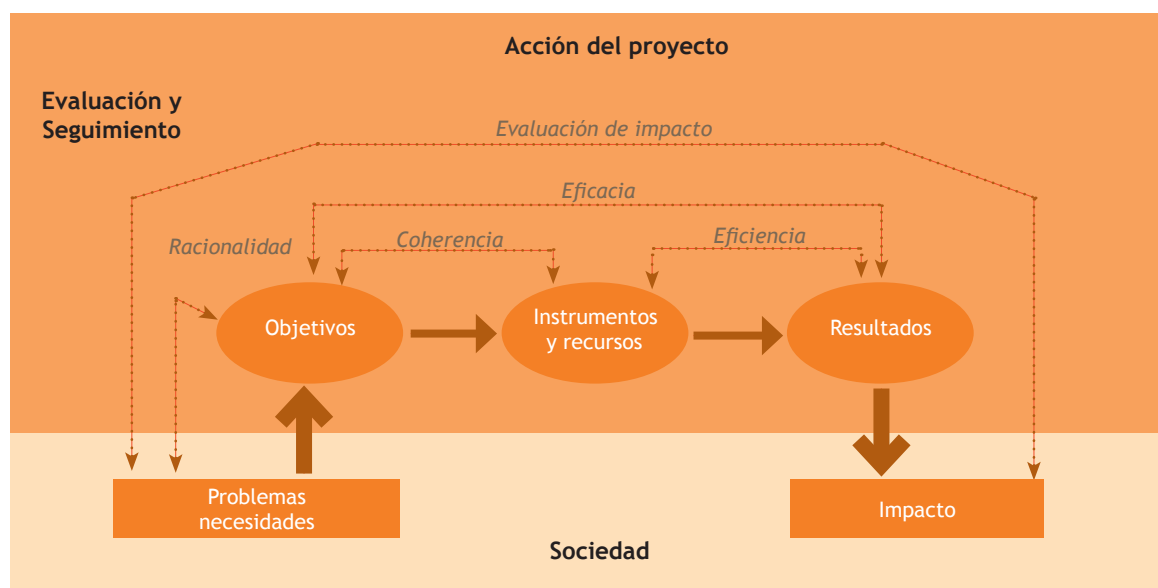 Acción del proyecto
Evaluación y
Seguimiento
Evaluación de impacto
Eficacia
Racionalidad
Coherencia
Eficiencia
Objetivos
Instrumentos
y recursos
Resultados
Problemas
necesidades
Impacto
Sociedad